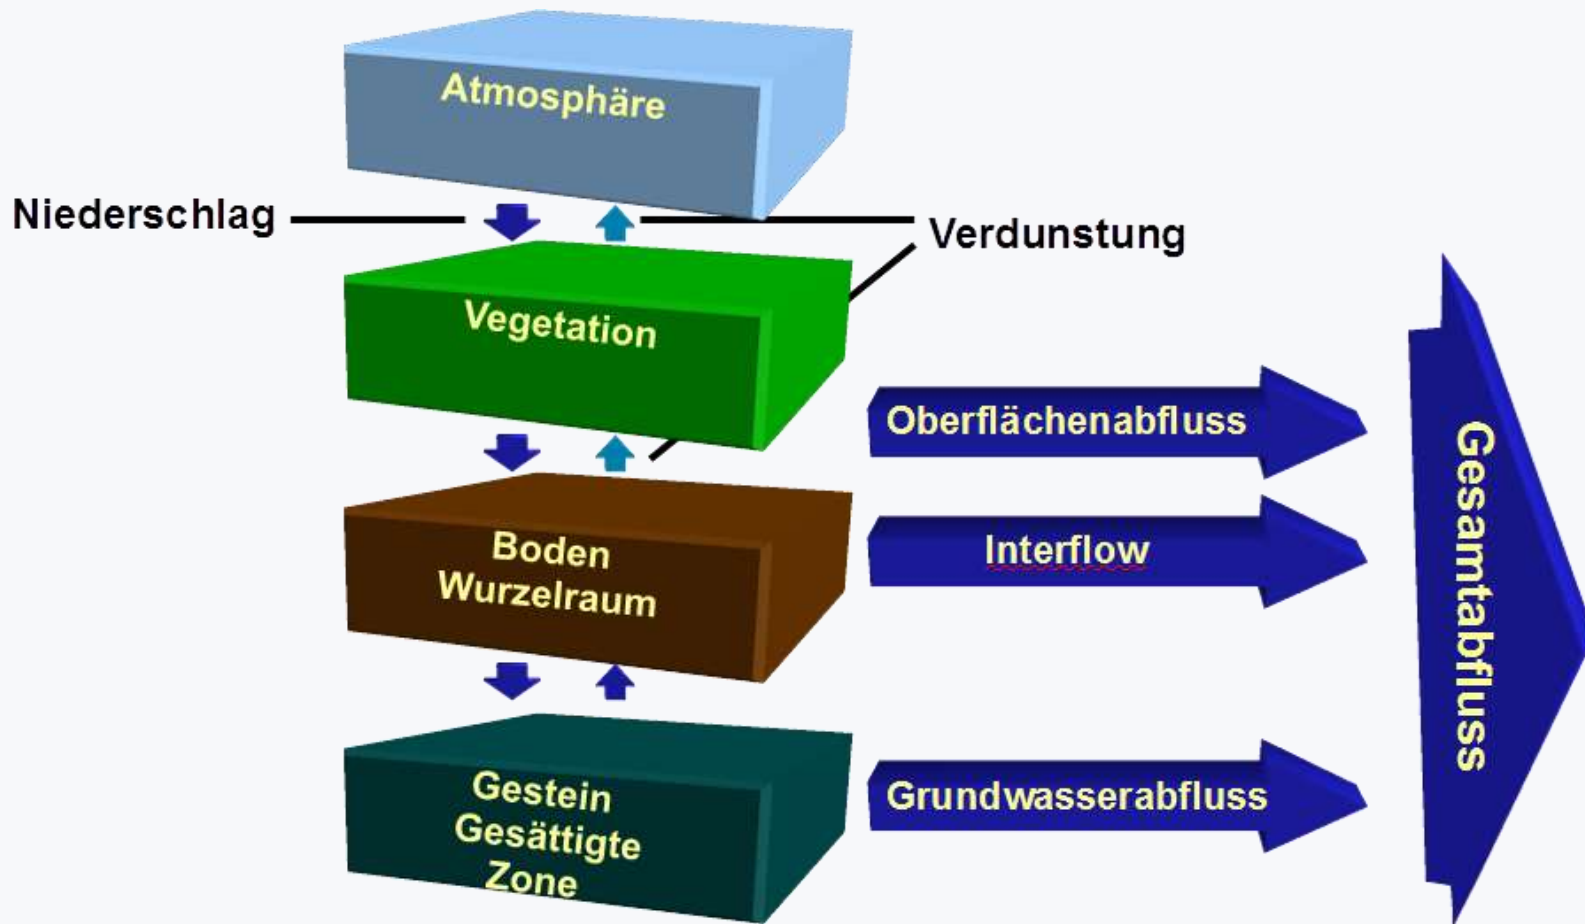 Atmosphäre
Niederschlag
Verdunstung
Vegetation
Oberflächenabfluss
Interflow
Boden
Wurzelraum
Gestein
Gesättigte
Zone
Grundwasserabfluss
Gesamtabfluss